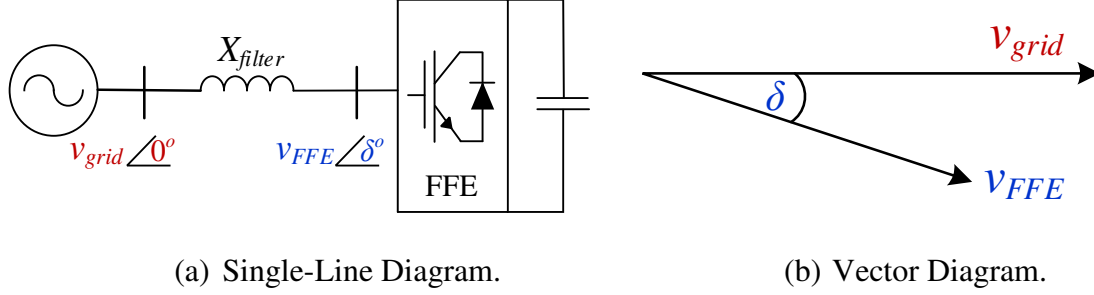 X_filter
v_grid∠0°
v_FFE∠δ°
FFE
(a) Single-Line Diagram.
v_grid
δ
v_FFE
(b) Vector Diagram.